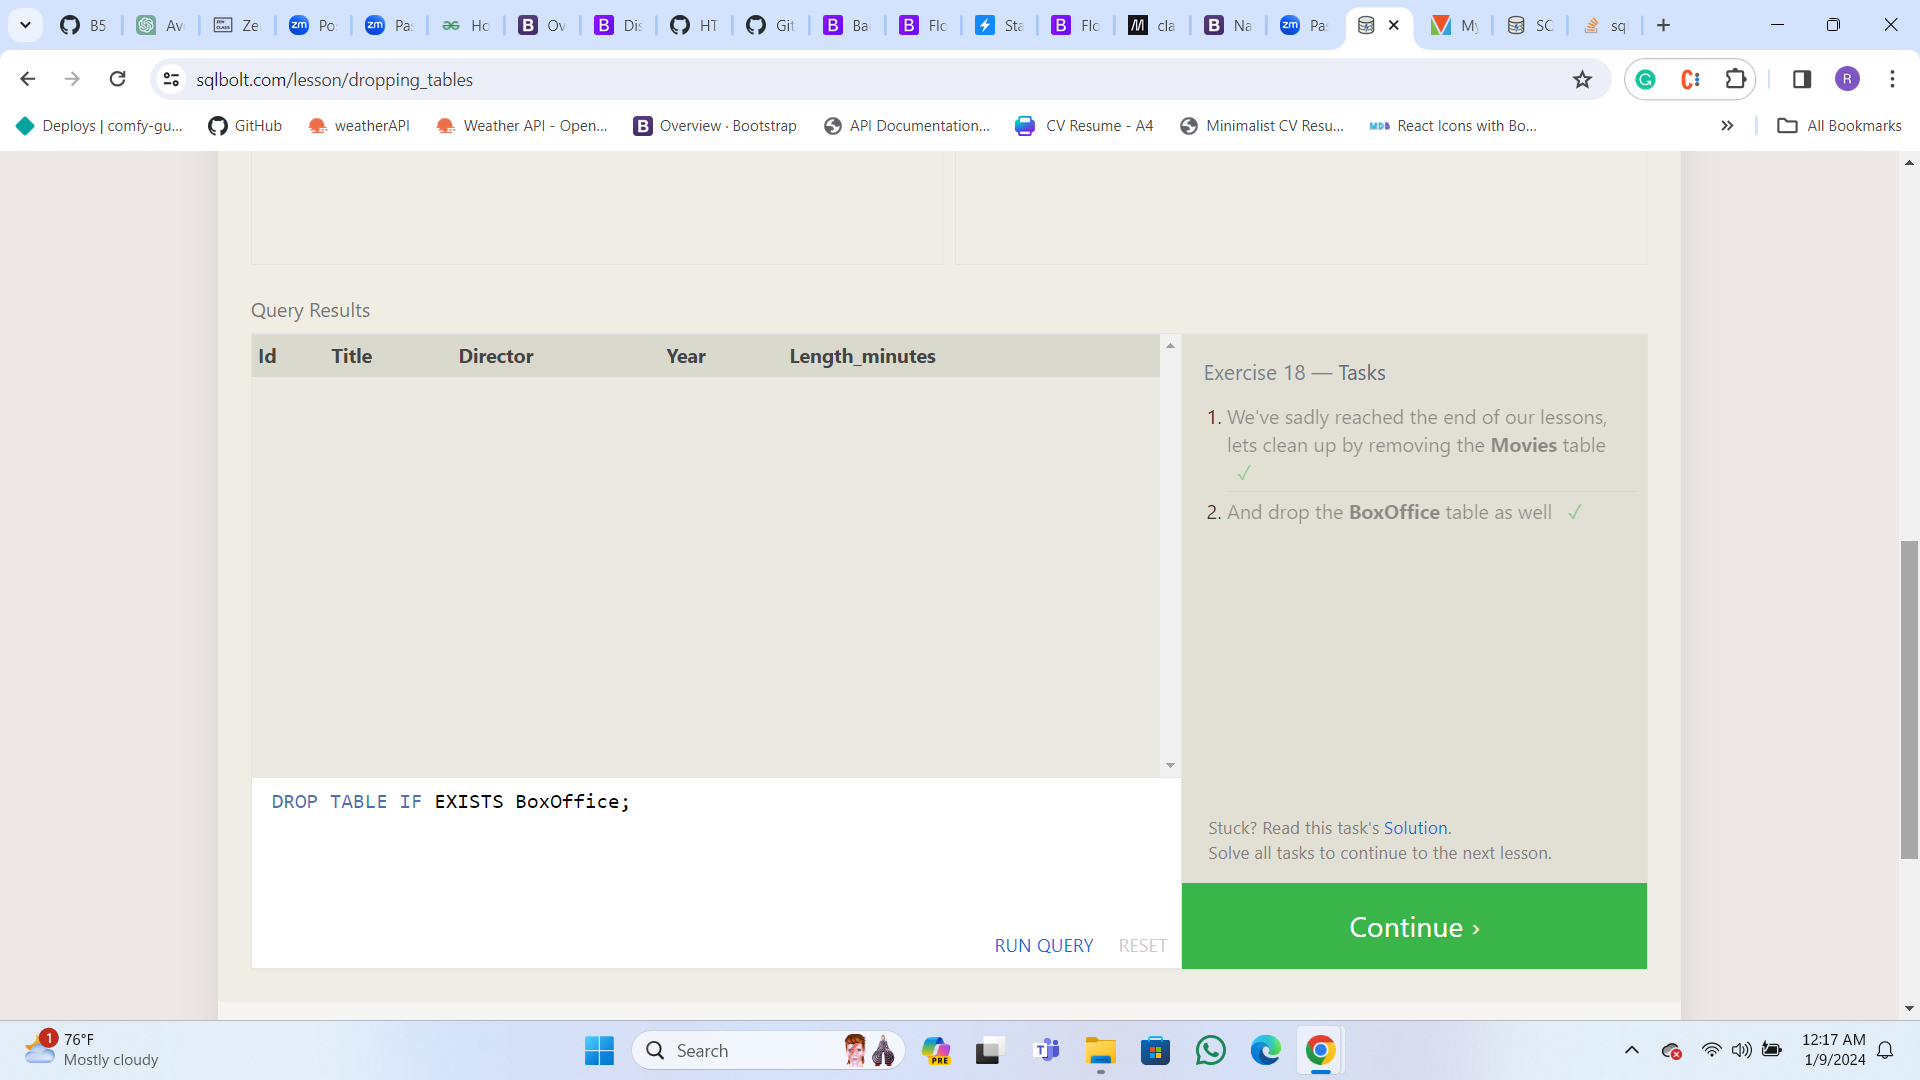 B5
Av
Ze
Po
Pa
Ho
Ov
Dis
HT
Git
Ba
Flo
Sta
Flo
cla
Na
Pa
My
SC
sql
sqlbolt.com/lesson/dropping_tables
R
Deploys | comfy-gu...
GitHub
weatherAPI
Weather API - Open...
Overview · Bootstrap
API Documentation...
CV Resume - A4
Minimalist CV Resu...
React Icons with Bo...
All Bookmarks
Query Results
Id Title Director Year Length_minutes
Exercise 18 — Tasks
1. We've sadly reached the end of our lessons,
lets clean up by removing the Movies table
✓
2. And drop the BoxOffice table as well ✓
DROP TABLE IF EXISTS BoxOffice;
Stuck? Read this task's Solution.
Solve all tasks to continue to the next lesson.
RUN QUERY RESET
Continue ›
1
76°F
Mostly cloudy
Search
PRE
12:17 AM
1/9/2024